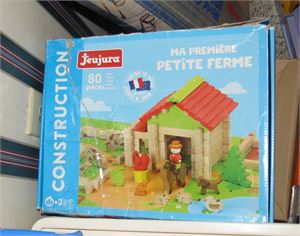 CONSTRUCTION
Jeujura
80
pièces
MA PREMIÈRE
PETITE FERME
+3